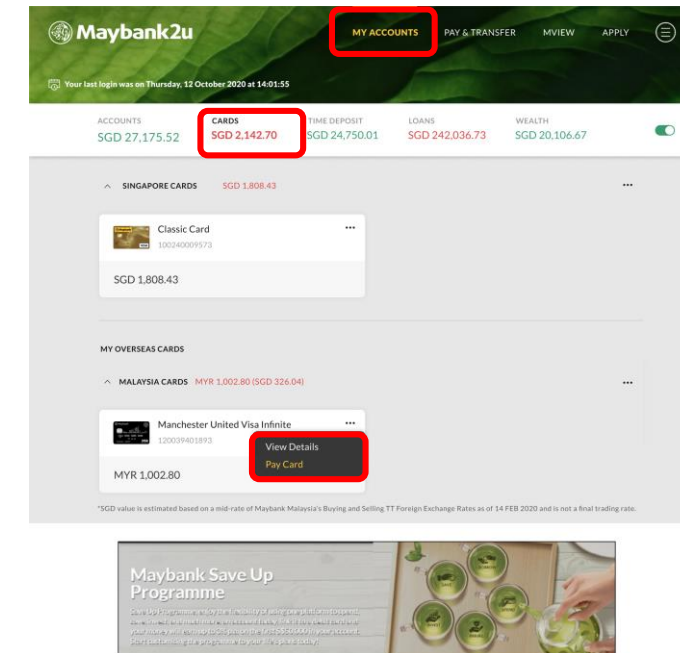 Maybank2u
MY ACCOUNTS PAY & TRANSFER MVIEW APPLY
Your last login was on Thursday, 12 October 2020 at 14:01:55
ACCOUNTS CARDS TIME DEPOSIT LOANS WEALTH
SGD 27,175.52 SGD 2,142.70 SGD 24,750.01 SGD 242,036.73 SGD 20,106.67
SINGAPORE CARDS SGD 1,808.43
Classic Card
100240009573
SGD 1,808.43
MY OVERSEAS CARDS
MALAYSIA CARDS MYR 1,002.80 (SGD 326.04)
Manchester United Visa Infinite
120039401893
View Details
Pay Card
MYR 1,002.80
*SGD value is estimated based on a mid-rate of Maybank Malaysia's Buying and Selling TT Foreign Exchange Rates as of 14 FEB 2020 and is not a final trading rate.
Maybank Save Up
Programme